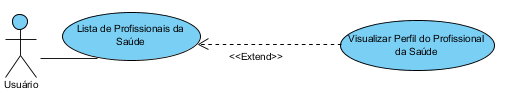 Lista de Profissionais da
Saúde
Visualizar Perfil do Profissional
da Saúde
<<Extend>>
Usuário